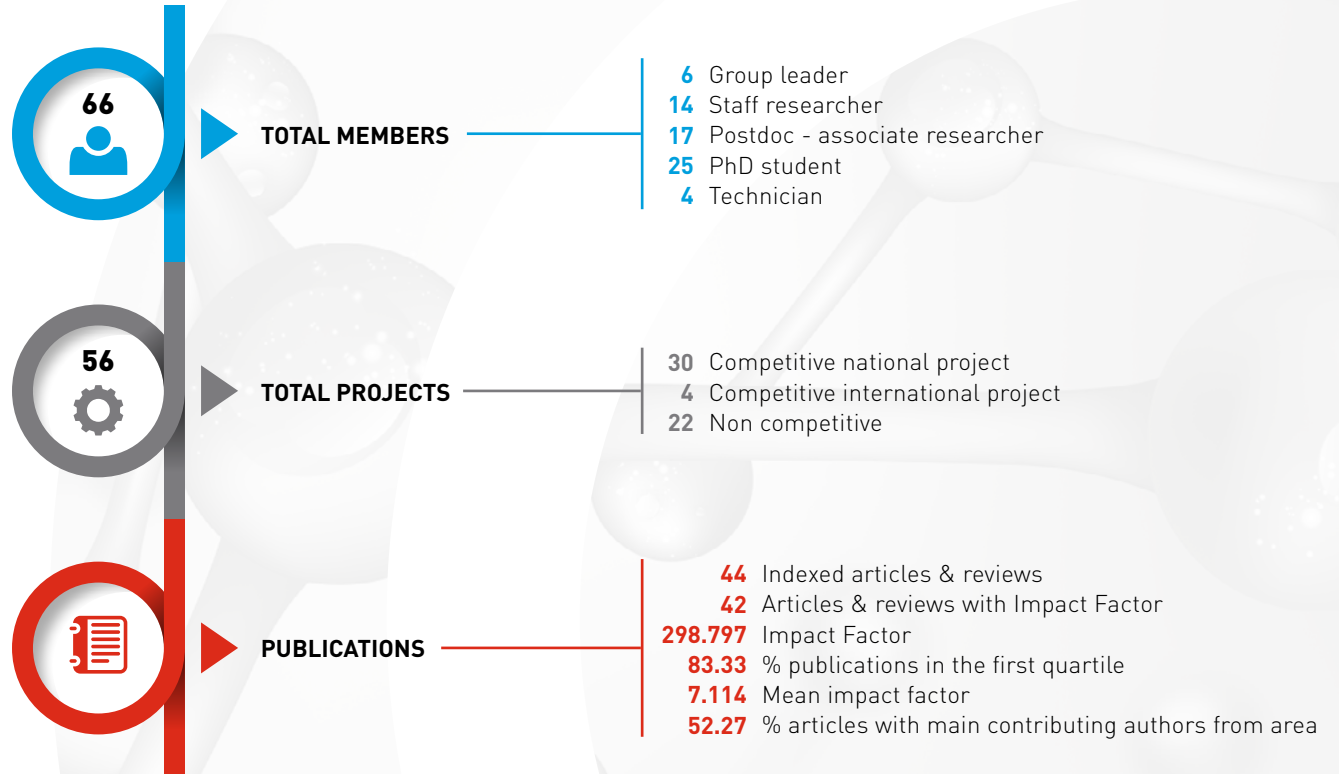 66
TOTAL MEMBERS
6 Group leader
14 Staff researcher
17 Postdoc - associate researcher
25 PhD student
4 Technician
56
TOTAL PROJECTS
30 Competitive national project
4 Competitive international project
22 Non competitive
PUBLICATIONS
44 Indexed articles & reviews
42 Articles & reviews with Impact Factor
298.797 Impact Factor
83.33 % publications in the first quartile
7.114 Mean impact factor
52.27 % articles with main contributing authors from area